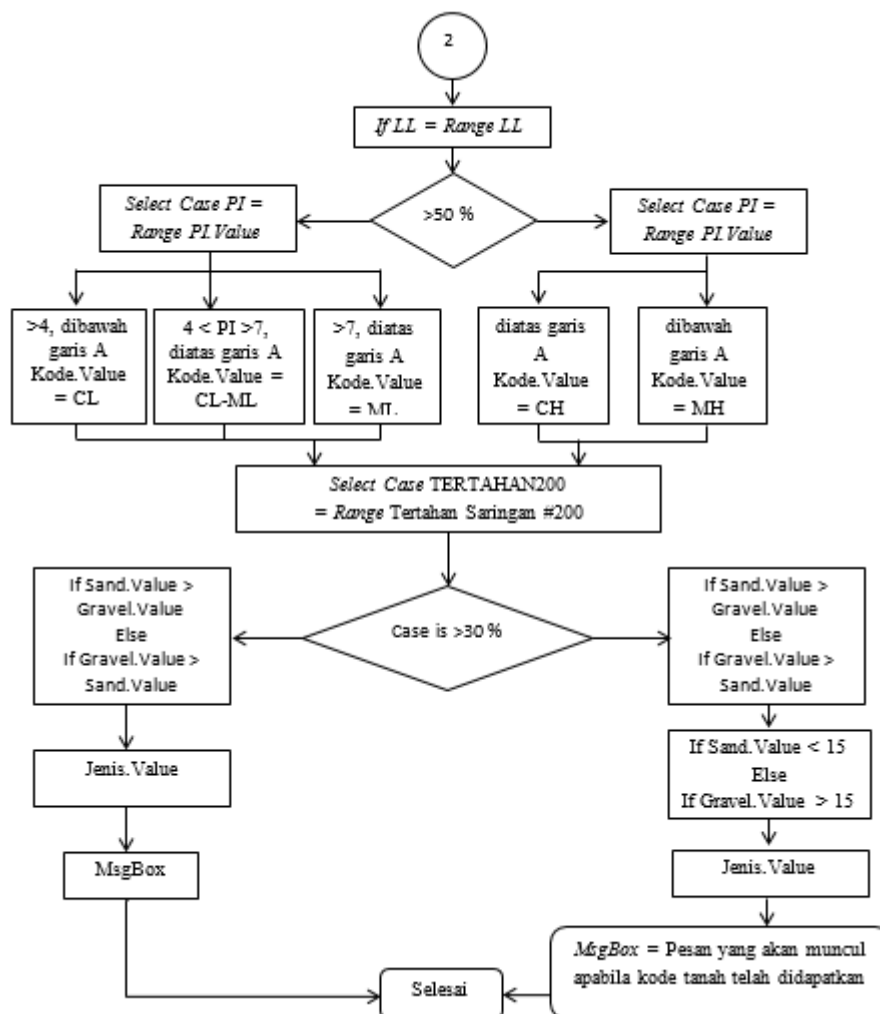 2
If LL = Range LL
>50 %
Select Case PI =
Range PI.Value
Select Case PI =
Range PI.Value
>4, dibawah
garis A
Kode.Value
= CL
4 < PI >7,
diatas garis A
Kode.Value =
CL-ML
>7, diatas
garis A
Kode.Value
= ML
diatas garis
A
Kode.Value
= CH
dibawah
garis A
Kode.Value
= MH
Select Case TERTAHAN200
= Range Tertahan Saringan #200
Case is >30 %
If Sand.Value >
Gravel.Value
Else
If Gravel.Value >
Sand.Value
Jenis.Value
MsgBox
If Sand.Value >
Gravel.Value
Else
If Gravel.Value >
Sand.Value
If Sand.Value < 15
Else
If Gravel.Value > 15
Jenis.Value
MsgBox = Pesan yang akan muncul
apabila kode tanah telah didapatkan
Selesai